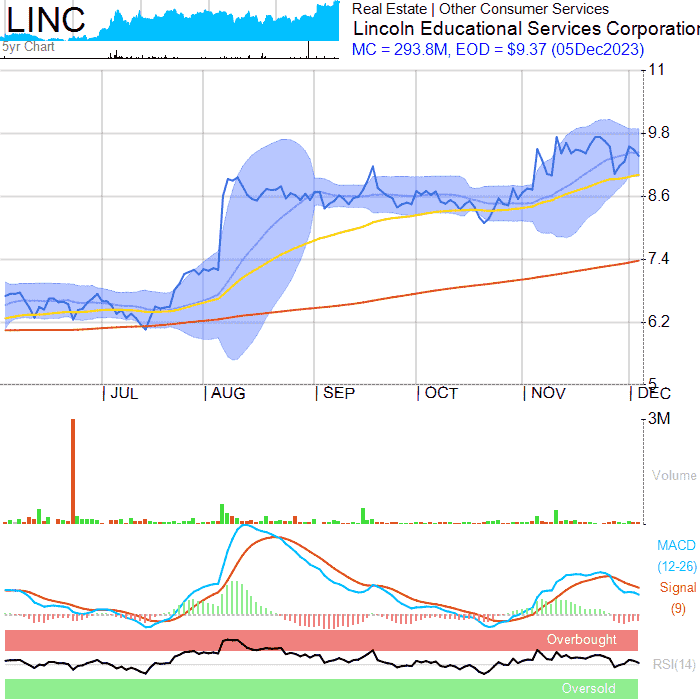 LINC
5yr Chart
Real Estate | Other Consumer Services
Lincoln Educational Services Corporation
MC = 293.8M, EOD = $9.37 (05Dec2023)
11
9.8
8.6
7.4
6.2
5
JUL
AUG
SEP
OCT
NOV
DEC
3M
Volume
MACD
(12-26)
Signal
(9)
Overbought
RSI(14)
Oversold